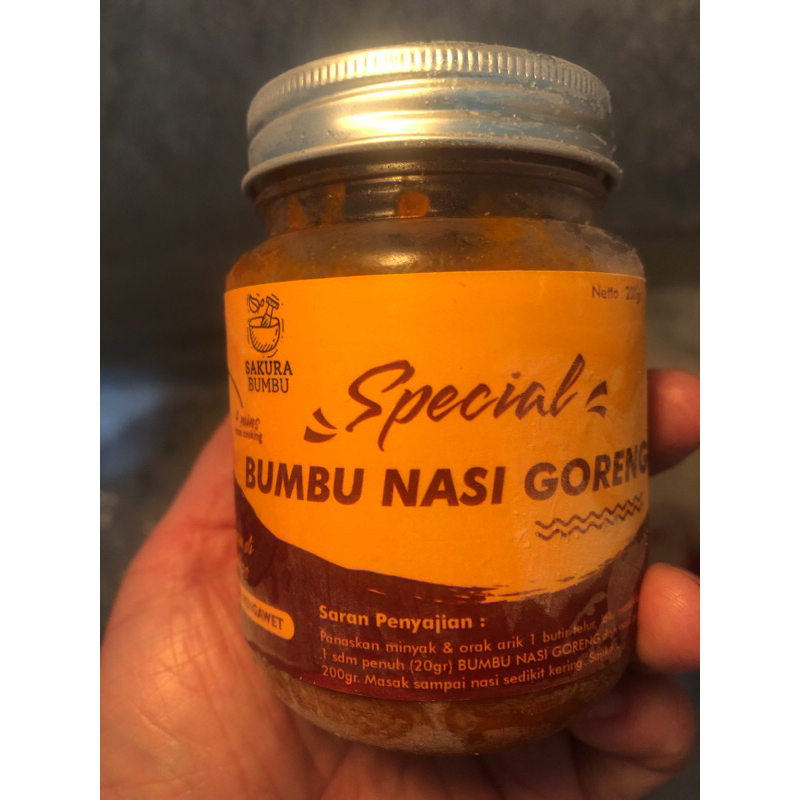 Netto : 200gr
SAKURA
BUMBU
Special
BUMBU NASI GORENG
Saran Penyajian :
Panaskan minyak & orak arik 1 butir telur
1 sdm penuh (20gr) BUMBU NASI GORENG
200gr. Masak sampai nasi sedikit kering.